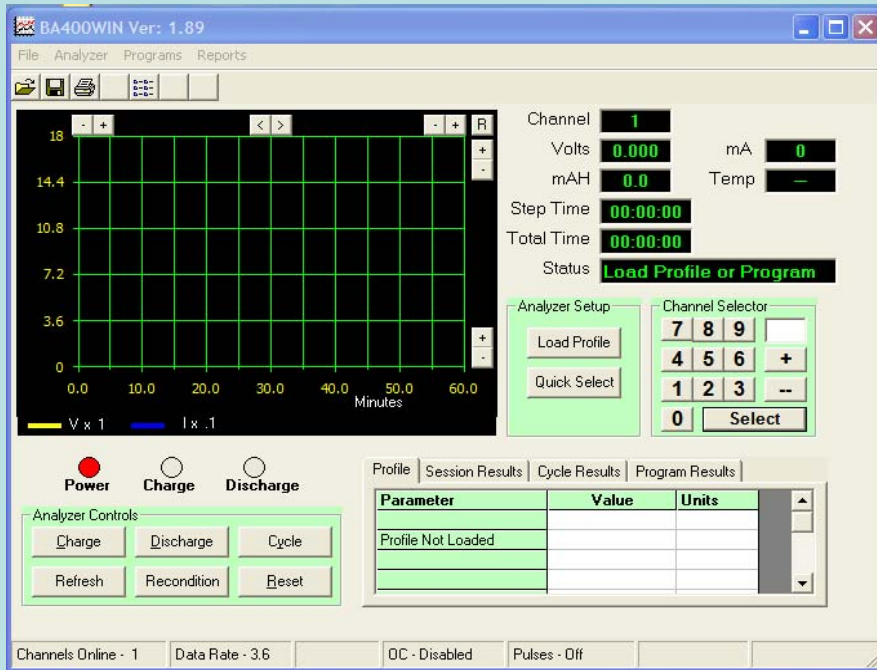 BA400WIN Ver: 1.89
File Analyzer Programs Reports
- + < > - + R
18
14.4
10.8
7.2
3.6
0
+
-
+
-
0.0 10.0 20.0 30.0 40.0 50.0 60.0
Minutes
V x 1 I x .1
Channel 1
Volts 0.000 mA 0
mAH 0.0 Temp —
Step Time 00:00:00
Total Time 00:00:00
Status Load Profile or Program
Analyzer Setup
Load Profile
Quick Select
Channel Selector
7 8 9
4 5 6 +
1 2 3 --
0 Select
Power Charge Discharge
Analyzer Controls
Charge Discharge Cycle
Refresh Recondition Reset
Profile Session Results Cycle Results Program Results
Parameter Value Units
Profile Not Loaded
Channels Online - 1 Data Rate - 3.6 OC - Disabled Pulses - Off